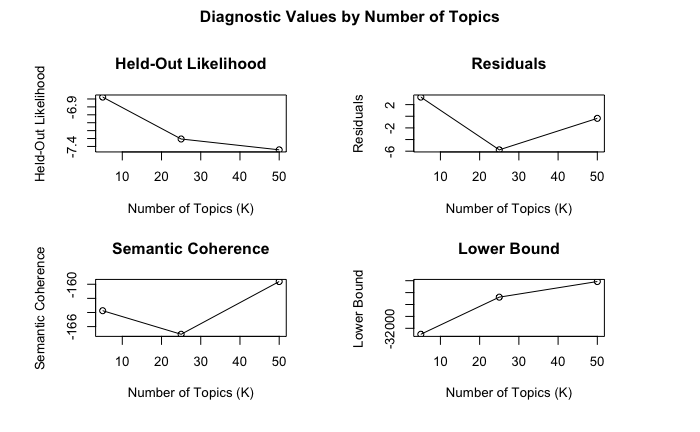 Diagnostic Values by Number of Topics
Held-Out Likelihood
Held-Out Likelihood
-6.9
-7.4
10 20 30 40 50
Number of Topics (K)
Residuals
Residuals
2
-2
-6
10 20 30 40 50
Number of Topics (K)
Semantic Coherence
Semantic Coherence
-160
-166
10 20 30 40 50
Number of Topics (K)
Lower Bound
Lower Bound
-32000
10 20 30 40 50
Number of Topics (K)